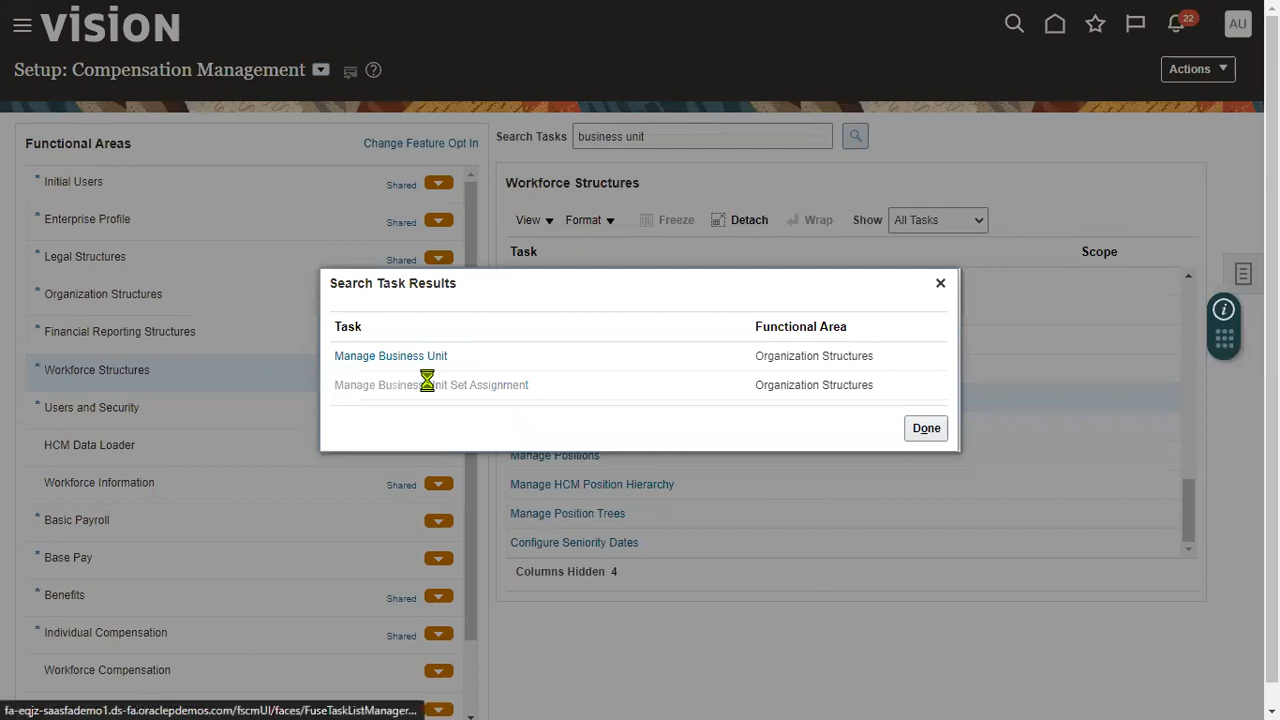 vision
22
AU
Setup: Compensation Management
Actions
Functional Areas
Change Feature Opt In
* Initial Users
Shared
* Enterprise Profile
Shared
* Legal Structures
Shared
* Organization Structures
* Financial Reporting Structures
* Workforce Structures
* Users and Security
HCM Data Loader
* Workforce Information
Shared
* Basic Payroll
* Base Pay
* Benefits
Shared
* Individual Compensation
Shared
Workforce Compensation
Search Tasks business unit
Workforce Structures
View Format Freeze Detach Wrap Show All Tasks
Task Scope
Manage Positions
Manage HCM Position Hierarchy
Manage Position Trees
Configure Seniority Dates
Columns Hidden 4
Search Task Results
Task Functional Area
Manage Business Unit Organization Structures
Manage Business Unit Set Assignment Organization Structures
Done
fa-eqjz-saasfademo1.ds-fa.oraclepdemos.com/fscmUI/faces/FuseTaskListManager...